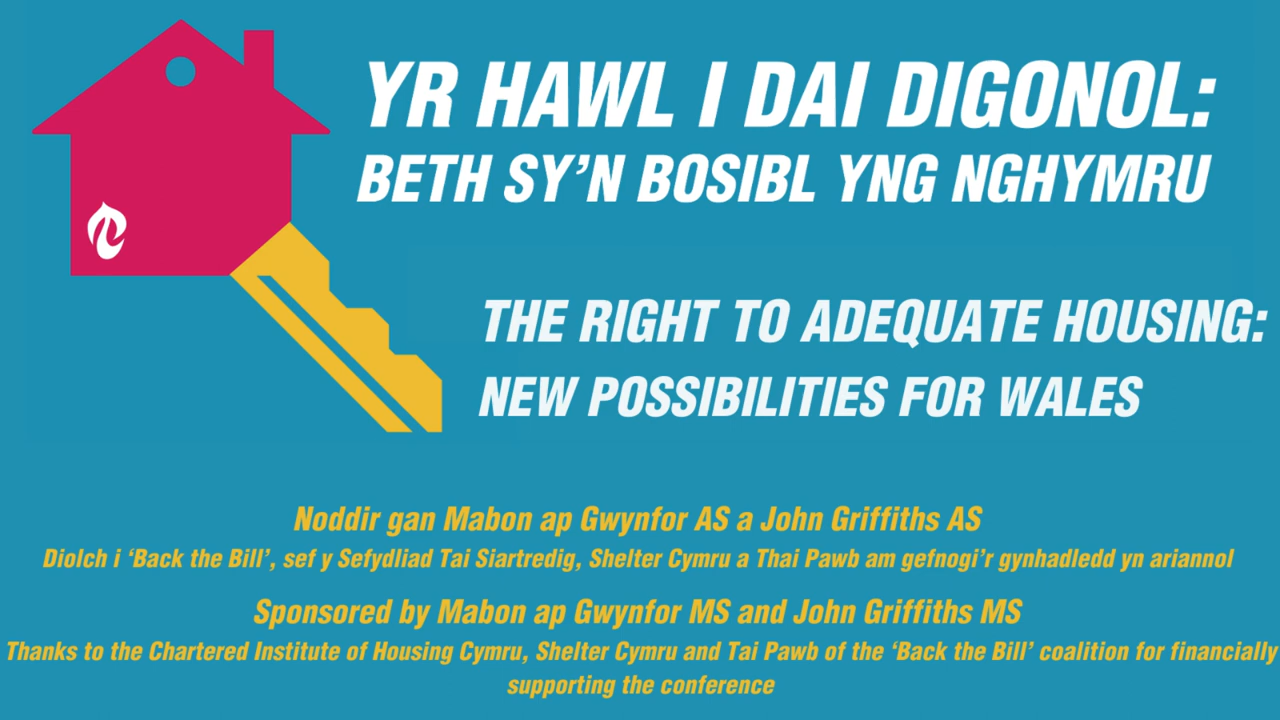 YR HAWL I DAI DIGONOL:
BETH SY’N BOSIBL YNG NGHYMRU
THE RIGHT TO ADEQUATE HOUSING:
NEW POSSIBILITIES FOR WALES
Noddir gan Mabon ap Gwynfor AS a John Griffiths AS
Diolch i ‘Back the Bill’, sef y Sefydliad Tai Siartredig, Shelter Cymru a Thai Pawb am gefnogi’r gynhadledd yn ariannol
Sponsored by Mabon ap Gwynfor MS and John Griffiths MS
Thanks to the Chartered Institute of Housing Cymru, Shelter Cymru and Tai Pawb of the ‘Back the Bill’ coalition for financially
supporting the conference